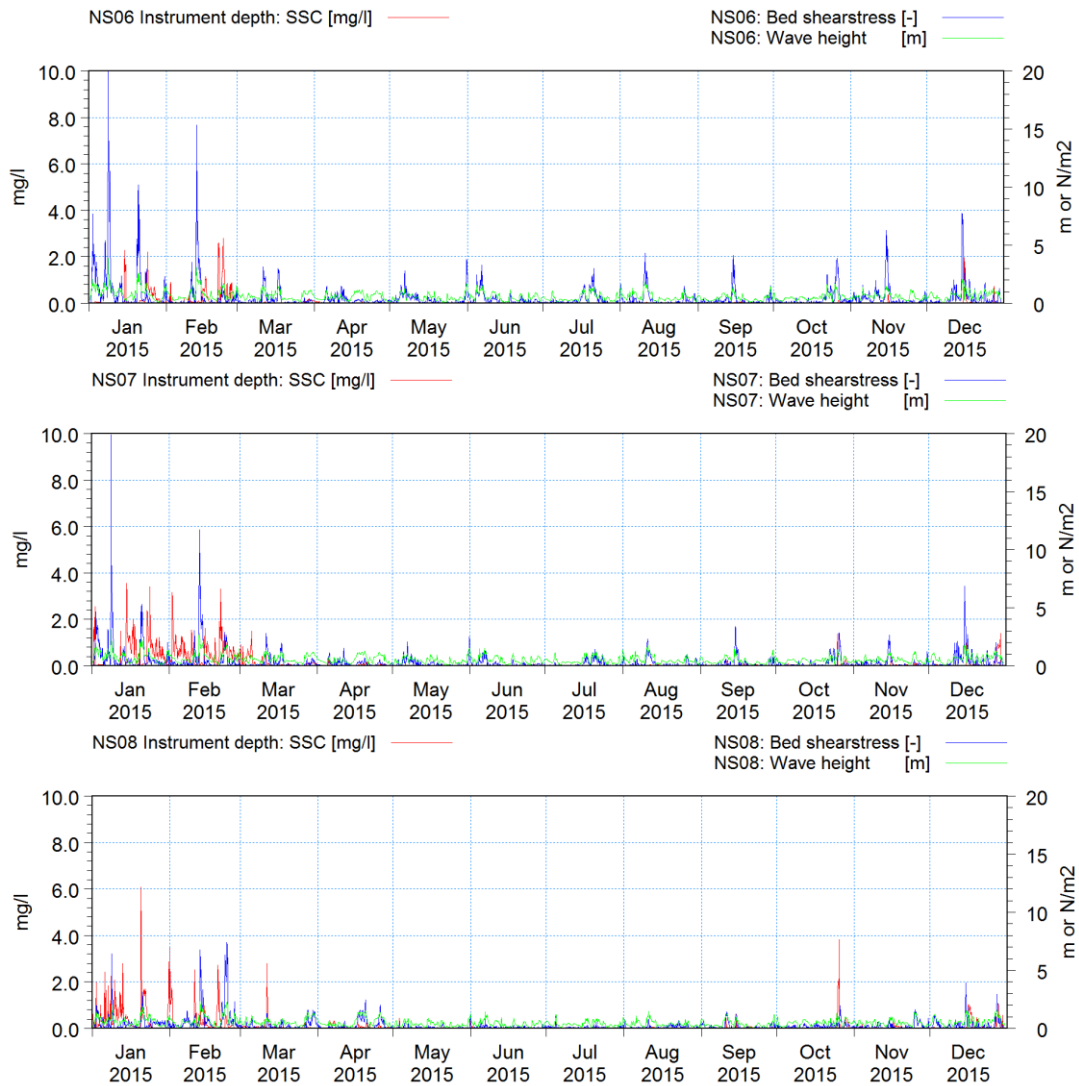 NS06 Instrument depth: SSC [mg/l] NS06: Bed shearstress [-]
NS06: Wave height [m]
10.0 20
8.0 15
6.0
mg/l 10 m or N/m2
4.0
2.0 5
0.0 0
Jan Feb Mar Apr May Jun Jul Aug Sep Oct Nov Dec
2015 2015 2015 2015 2015 2015 2015 2015 2015 2015 2015 2015
NS07 Instrument depth: SSC [mg/l] NS07: Bed shearstress [-]
NS07: Wave height [m]
10.0 20
8.0 15
6.0
mg/l 10 m or N/m2
4.0
2.0 5
0.0 0
Jan Feb Mar Apr May Jun Jul Aug Sep Oct Nov Dec
2015 2015 2015 2015 2015 2015 2015 2015 2015 2015 2015 2015
NS08 Instrument depth: SSC [mg/l] NS08: Bed shearstress [-]
NS08: Wave height [m]
10.0 20
8.0 15
6.0
mg/l 10 m or N/m2
4.0
2.0 5
0.0 0
Jan Feb Mar Apr May Jun Jul Aug Sep Oct Nov Dec
2015 2015 2015 2015 2015 2015 2015 2015 2015 2015 2015 2015